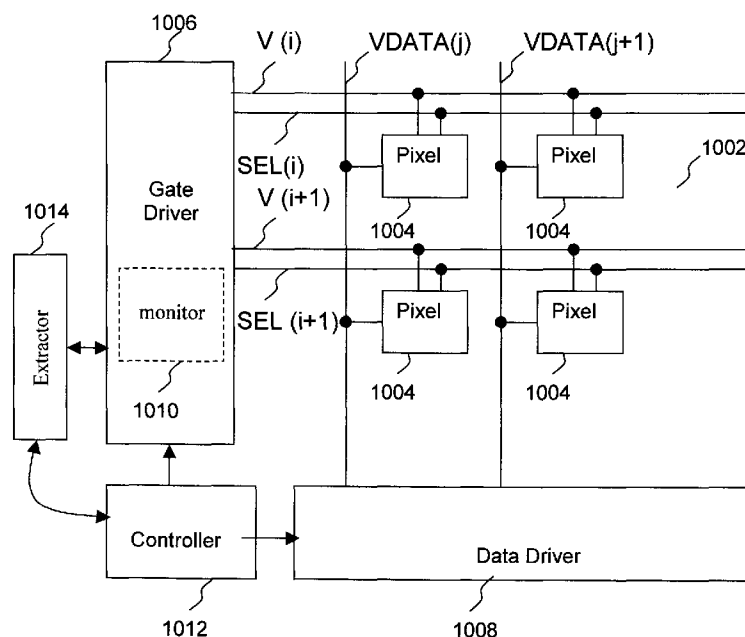 1006
V (i)
VDATA(j)
VDATA(j+1)
Pixel
Pixel
1002
SEL(i)
Gate
Driver
V (i+1)
1004
1004
1014
Pixel
Pixel
monitor
SEL (i+1)
Extractor
1010
1004
1004
Controller
Data Driver
1012
1008